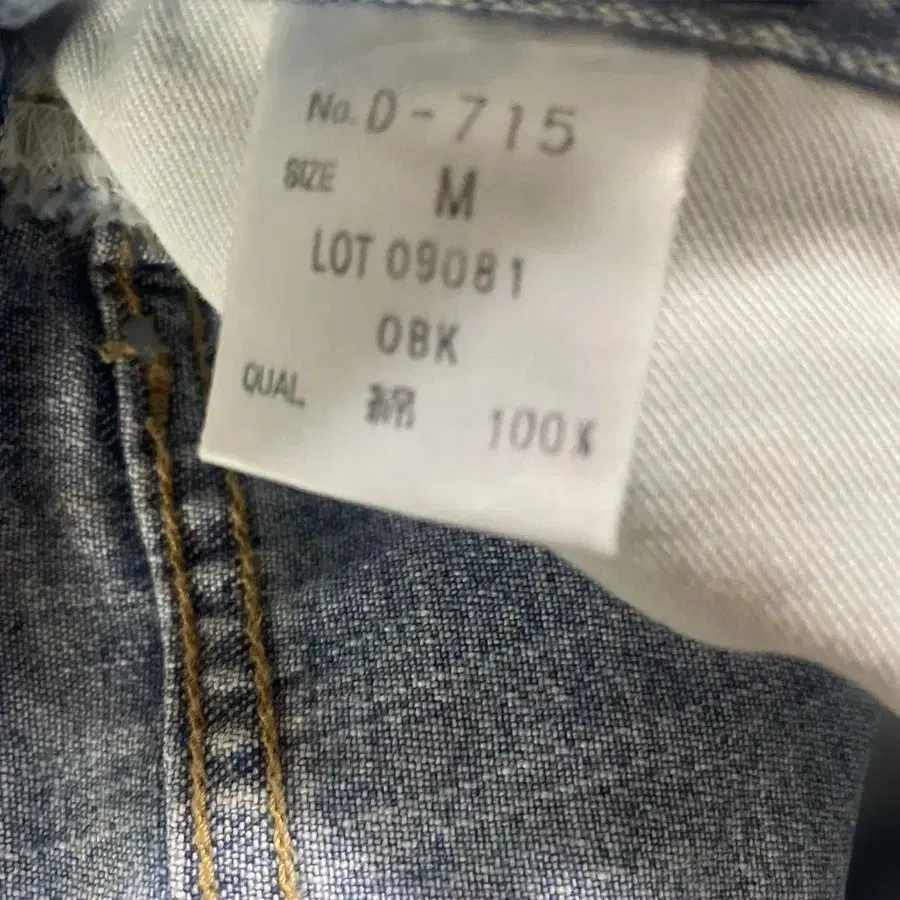 No. D-715
SIZE M
LOT 09081
OBK
QUAL 綿 100%